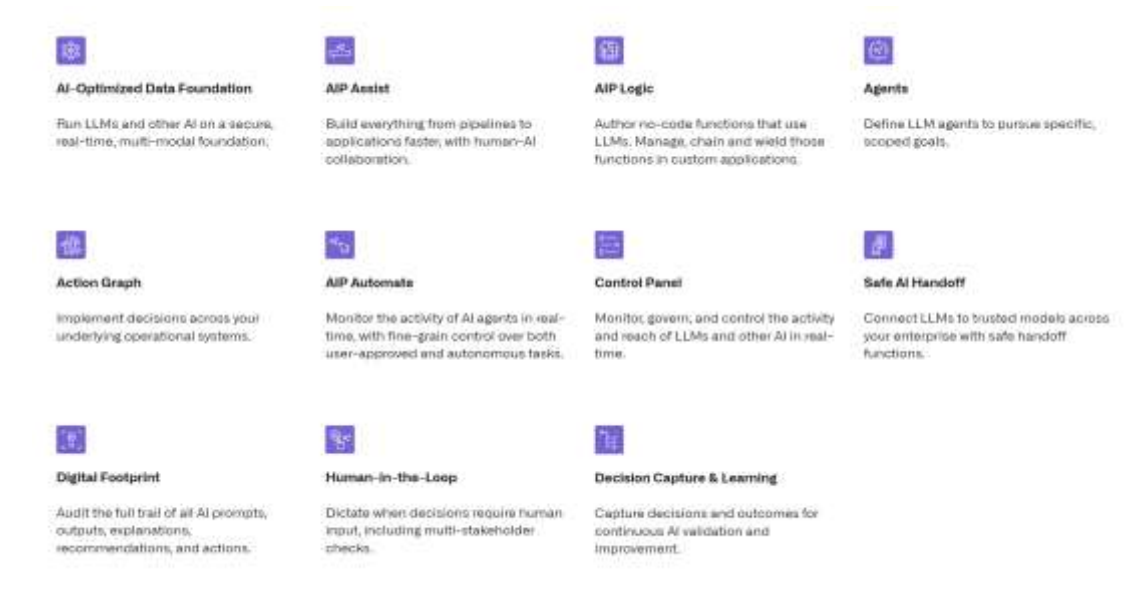 AI-Optimized Data Foundation
Run LLMs and other AI on a secure,
real-time, multi-modal foundation.
AIP Assist
Build everything from pipelines to
applications faster, with human-AI
collaboration.
AIP Logic
Author no-code functions that use
LLMs. Manage, chain and wield those
functions in custom applications.
Agents
Define LLM agents to pursue specific,
scoped goals.
Action Graph
Implement decisions across your
underlying operational systems.
AIP Automate
Monitor the activity of AI agents in real-
time, with fine-grain control over both
user-approved and autonomous tasks.
Control Panel
Monitor, govern, and control the activity
and reach of LLMs and other AI in real-
time.
Safe AI Handoff
Connect LLMs to trusted models across
your enterprise with safe handoff
functions.
Digital Footprint
Audit the full trail of all AI prompts,
outputs, explanations,
recommendations, and actions.
Human-in-the-Loop
Dictate when decisions require human
input, including multi-stakeholder
checks.
Decision Capture & Learning
Capture decisions and outcomes for
continuous AI validation and
improvement.